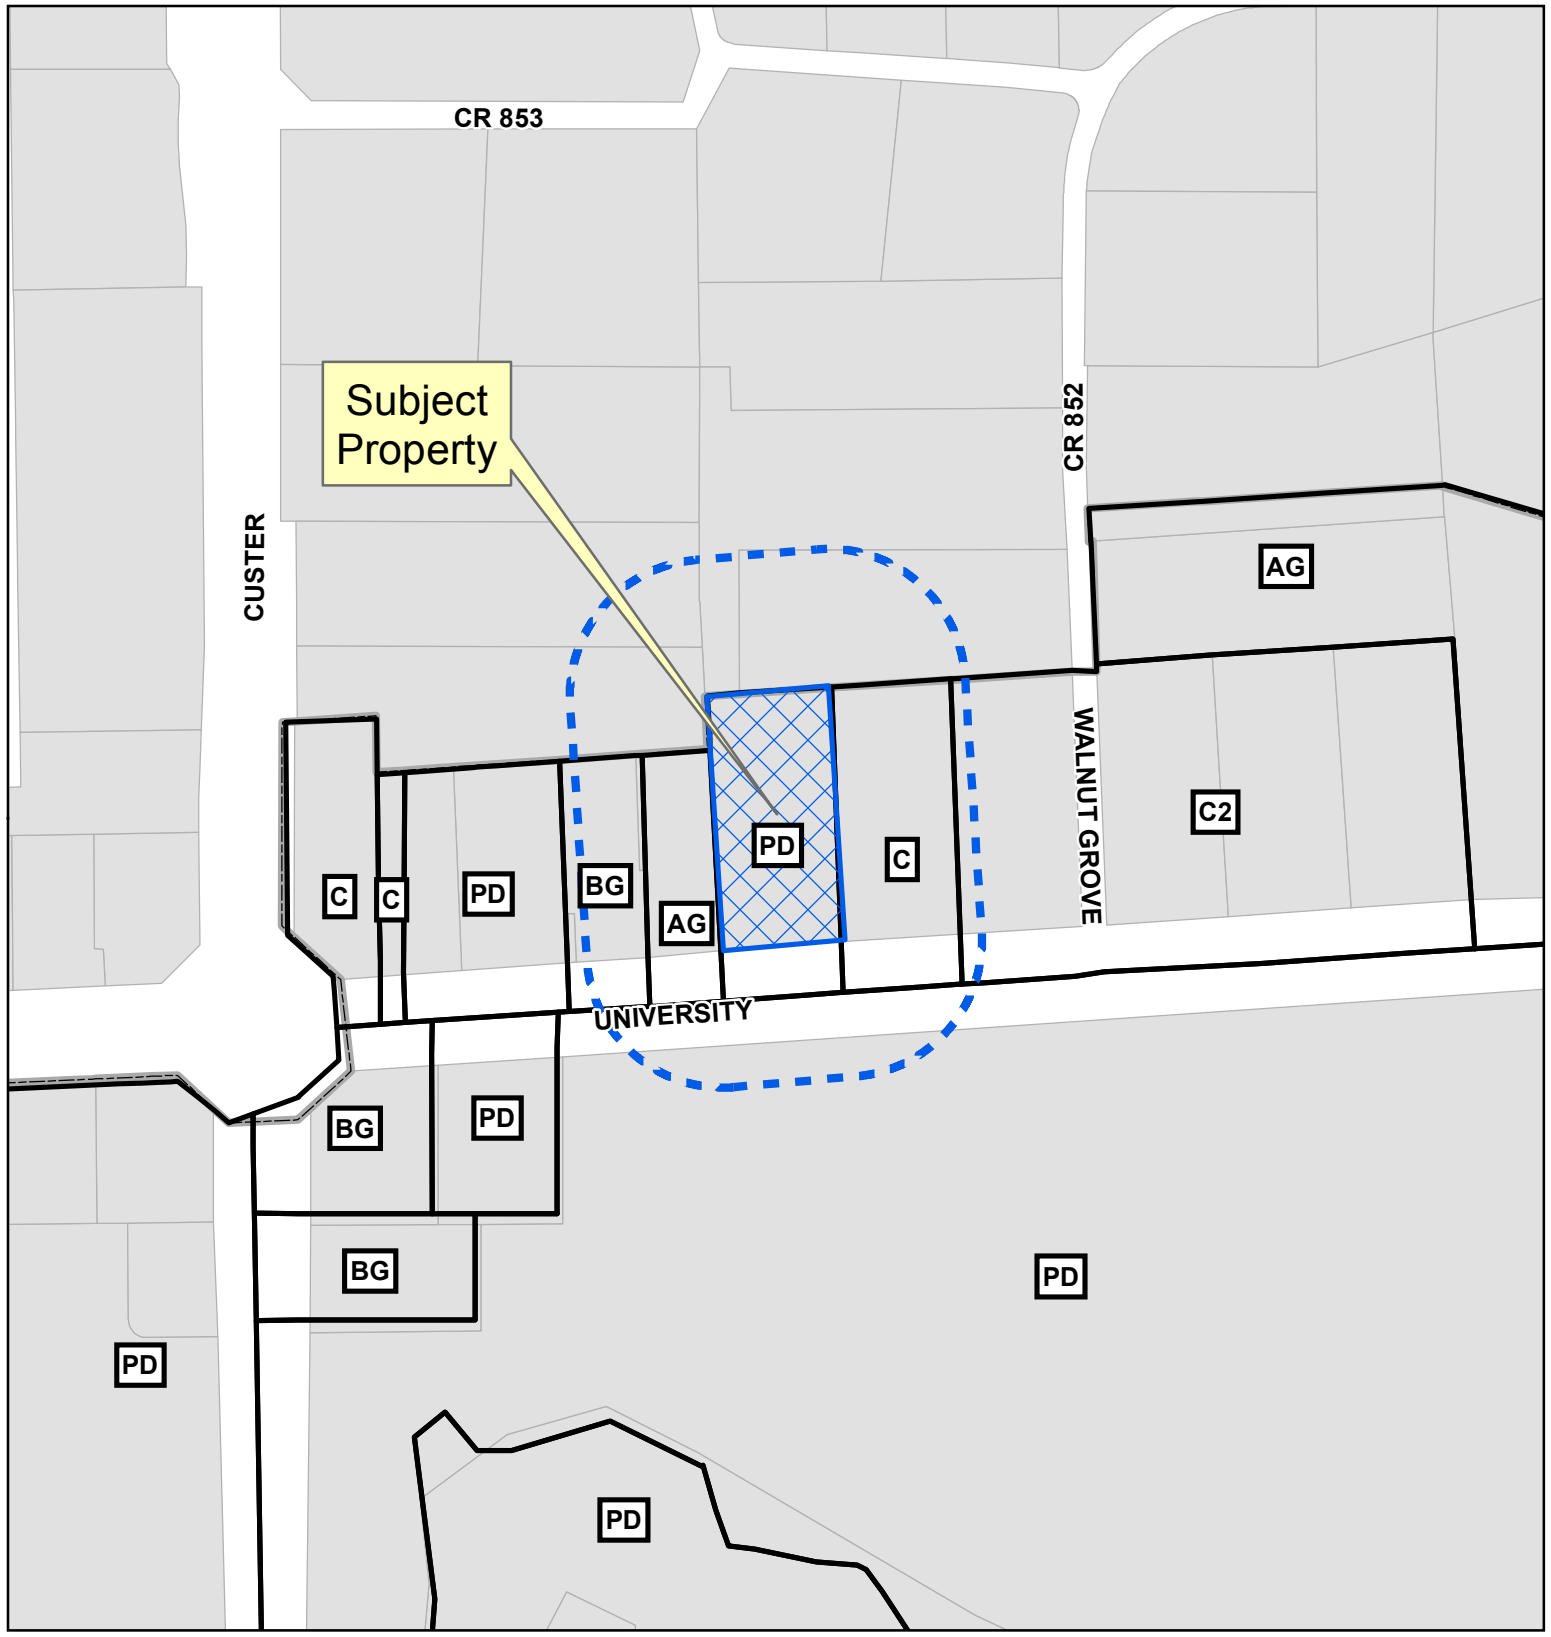 CR 853
Subject
Property
CR 852
CUSTER
AG
WALNUT GROVE
C2
PD
C
BG
C
C
PD
AG
UNIVERSITY
PD
BG
BG
PD
PD
PD